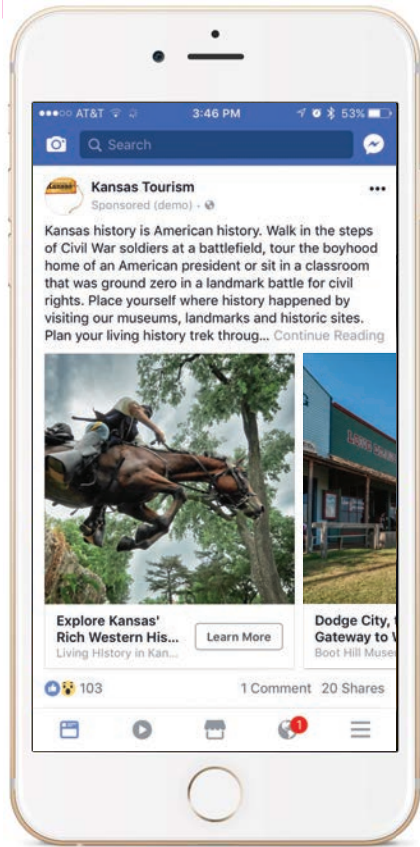 AT&T 3:46 PM 53%
Search
Kansas Tourism
Sponsored (demo) ·
Kansas history is American history. Walk in the steps
of Civil War soldiers at a battlefield, tour the boyhood
home of an American president or sit in a classroom
that was ground zero in a landmark battle for civil
rights. Place yourself where history happened by
visiting our museums, landmarks and historic sites.
Plan your living history trek throug... Continue Reading
Explore Kansas'
Rich Western His...
Living HIstory in Kan...
Learn More
Dodge City,
Gateway to
Boot Hill
103 1 Comment 20 Shares
1